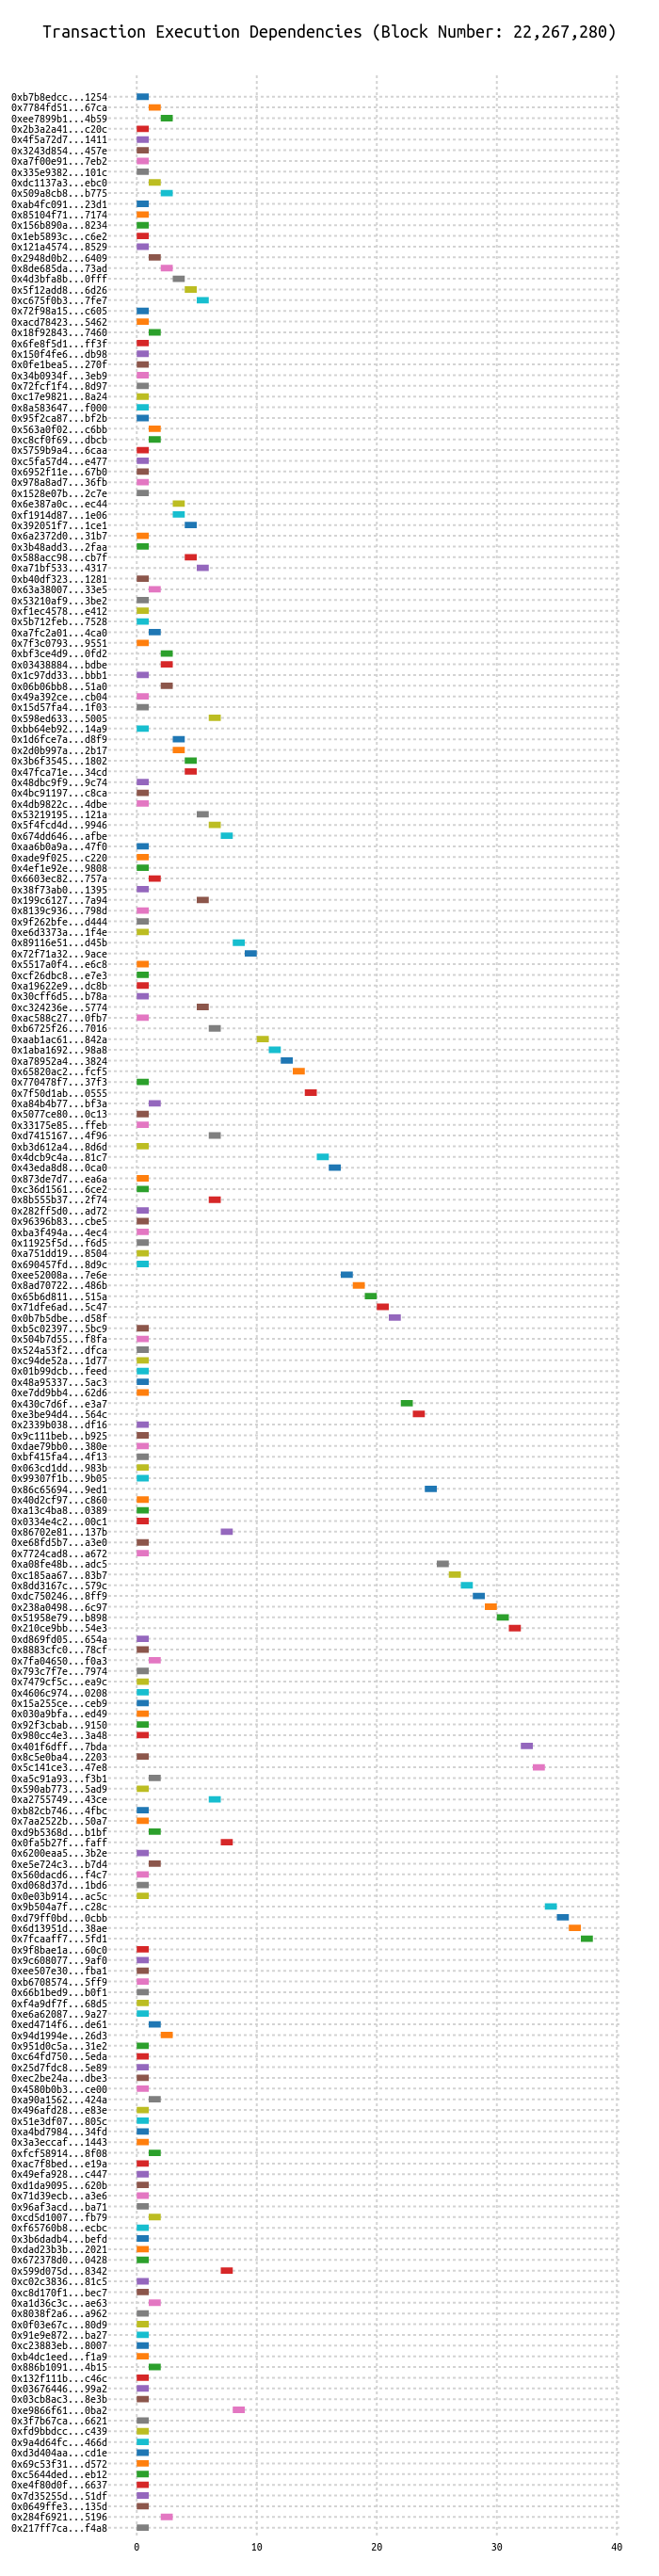 Transaction Execution Dependencies (Block Number: 22,267,280)
0xb7b8edcc...1254
0x7784fd51...67ca
0xee7899b1...4b59
0x2b3a2a41...c20c
0x4f5a72d7...1411
0x3243d854...457e
0xa7f00e91...7eb2
0x335e9382...101c
0xdc1137a3...ebc0
0x509a8cb8...b775
0xab4fc091...23d1
0x85104f71...7174
0x156b890a...8234
0x1eb5893c...c6e2
0x121a4574...8529
0x2948d0b2...6409
0x8de685da...73ad
0x4d3bfa8b...0fff
0x5f12add8...6d26
0xc675f0b3...7fe7
0x72f98a15...c605
0xacd78423...5462
0x18f92843...7460
0x6fe8f5d1...ff3f
0x150f4fe6...db98
0x0fe1bea5...270f
0x34b0934f...3eb9
0x72fcf1f4...8d97
0xc17e9821...8a24
0x8a583647...f000
0x95f2ca87...bf2b
0x563a0f02...c6bb
0xc8cf0f69...dbcb
0x5759b9a4...6caa
0xc5fa57d4...e477
0x6952f11e...67b0
0x978a8ad7...36fb
0x1528e07b...2c7e
0x6e387a0c...ec44
0xf1914d87...1e06
0x392051f7...1ce1
0x6a2372d0...31b7
0x3b48add3...2faa
0x588acc98...cb7f
0xa71bf533...4317
0xb40df323...1281
0x63a38007...33e5
0x53210af9...3be2
0xf1ec4578...e412
0x5b712feb...7528
0xa7fc2a01...4ca0
0x7f3c0793...9551
0xbf3ce4d9...0fd2
0x03438884...bdbe
0x1c97dd33...bbb1
0x06b06bb8...51a0
0x49a392ce...cb04
0x15d57fa4...1f03
0x598ed633...5005
0xbb64eb92...14a9
0x1d6fce7a...d8f9
0x2d0b997a...2b17
0x3b6f3545...1802
0x47fca71e...34cd
0x48dbc9f9...9c74
0x4bc91197...c8ca
0x4db9822c...4dbe
0x53219195...121a
0x5f4fcd4d...9946
0x674dd646...afbe
0xaa6b0a9a...47f0
0xade9f025...c220
0x4ef1e92e...9808
0x6603ec82...757a
0x38f73ab0...1395
0x199c6127...7a94
0x8139c936...798d
0x9f262bfe...d444
0xe6d3373a...1f4e
0x89116e51...d45b
0x72f71a32...9ace
0x5517a0f4...e6c8
0xcf26dbc8...e7e3
0xa19622e9...dc8b
0x30cff6d5...b78a
0xc324236e...5774
0xac588c27...0fb7
0xb6725f26...7016
0xaab1ac61...842a
0x1aba1692...98a8
0xa78952a4...3824
0x65820ac2...fcf5
0x770478f7...37f3
0x7f50d1ab...0555
0xa84b4b77...bf3a
0x5077ce80...0c13
0x33175e85...ffeb
0xd7415167...4f96
0xb3d612a4...8d6d
0x4dcb9c4a...81c7
0x43eda8d8...0ca0
0x873de7d7...ea6a
0xc36d1561...6ce2
0x8b555b37...2f74
0x282ff5d0...ad72
0x96396b83...cbe5
0xba3f494a...4ec4
0x11925f5d...f6d5
0xa751dd19...8504
0x690457fd...8d9c
0xee52008a...7e6e
0x8ad70722...486b
0x65b6d811...515a
0x71dfe6ad...5c47
0x0b7b5dbe...d58f
0xb5c02397...5bc9
0x504b7d55...f8fa
0x524a53f2...dfca
0xc94de52a...1d77
0x01b99dcb...feed
0x48a95337...5ac3
0xe7dd9bb4...62d6
0x430c7d6f...e3a7
0xe3be94d4...564c
0x2339b038...df16
0x9c111beb...b925
0xdae79bb0...380e
0xbf415fa4...4f13
0x063cd1dd...983b
0x99307f1b...9b05
0x86c65694...9ed1
0x40d2cf97...c860
0xa13c4ba8...0389
0x0334e4c2...00c1
0x86702e81...137b
0xe68fd5b7...a3e0
0x7724cad8...a672
0xa08fe48b...adc5
0xc185aa67...83b7
0x8dd3167c...579c
0xdc750246...8ff9
0x238a0498...6c97
0x51958e79...b898
0x210ce9bb...54e3
0xd869fd05...654a
0x8883cfc0...78cf
0x7fa04650...f0a3
0x793c7f7e...7974
0x7479cf5c...ea9c
0x4606c974...0208
0x15a255ce...ceb9
0x030a9bfa...ed49
0x92f3cbab...9150
0x980cc4e3...3a48
0x401f6dff...7bda
0x8c5e0ba4...2203
0x5c141ce3...47e8
0xa5c91a93...f3b1
0x590ab773...5ad9
0xa2755749...43ce
0xb82cb746...4fbc
0x7aa2522b...50a7
0xd9b5368d...b1bf
0x0fa5b27f...faff
0x6200eaa5...3b2e
0xe5e724c3...b7d4
0x560dacd6...f4c7
0xd068d37d...1bd6
0x0e03b914...ac5c
0x9b504a7f...c28c
0xd79ff0bd...0cbb
0x6d13951d...38ae
0x7fcaaff7...5fd1
0x9f8bae1a...60c0
0x9c608077...9af0
0xee507e30...fba1
0xb6708574...5ff9
0x66b1bed9...b0f1
0xf4a9df7f...68d5
0xe6a62087...9a27
0xed4714f6...de61
0x94d1994e...26d3
0x951d0c5a...31e2
0xc64fd750...5eda
0x25d7fdc8...5e89
0xec2be24a...dbe3
0x4580b0b3...ce00
0xa90a1562...424a
0x496afd28...e83e
0x51e3df07...805c
0xa4bd7984...34fd
0x3a3eccaf...1443
0xfcf58914...8f08
0xac7f8bed...e19a
0x49efa928...c447
0xd1da9095...620b
0x71d39ecb...a3e6
0x96af3acd...ba71
0xcd5d1007...fb79
0xf65760b8...ecbc
0x3b6dadb4...befd
0xdad23b3b...2021
0x672378d0...0428
0x599d075d...8342
0xc02c3836...81c5
0xc8d170f1...bec7
0xa1d36c3c...ae63
0x8038f2a6...a962
0x0f03e67c...80d9
0x91e9e872...ba27
0xc23883eb...8007
0xb4dc1eed...f1a9
0x886b1091...4b15
0x132f111b...c46c
0x03676446...99a2
0x03cb8ac3...8e3b
0xe9866f61...0ba2
0x3f7b67ca...6621
0xfd9bbdcc...c439
0x9a4d64fc...466d
0xd3d404aa...cd1e
0x69c53f31...d572
0xc5644ded...eb12
0xe4f80d0f...6637
0x7d35255d...51df
0x0649ffe3...135d
0x284f6921...5196
0x217ff7ca...f4a8
0 10 20 30 40